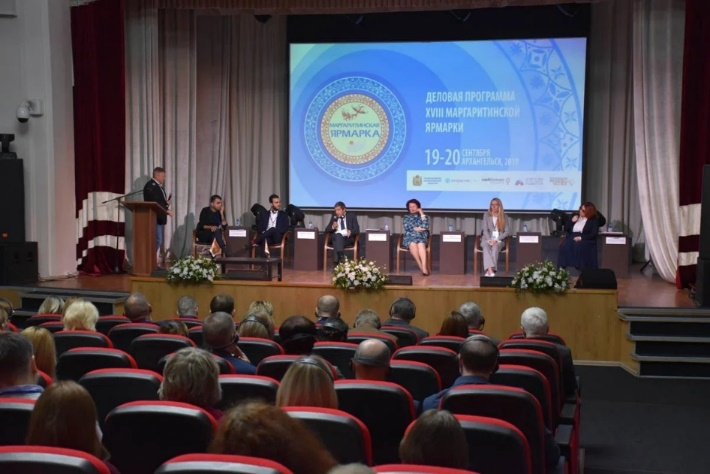 МАРГАРИТИНСКАЯ
ЯРМАРКА
ДЕЛОВАЯ ПРОГРАММА
XVIII МАРГАРИТИНСКОЙ
ЯРМАРКИ
19-20 СЕНТЯБРЯ
АРХАНГЕЛЬСК, 2019